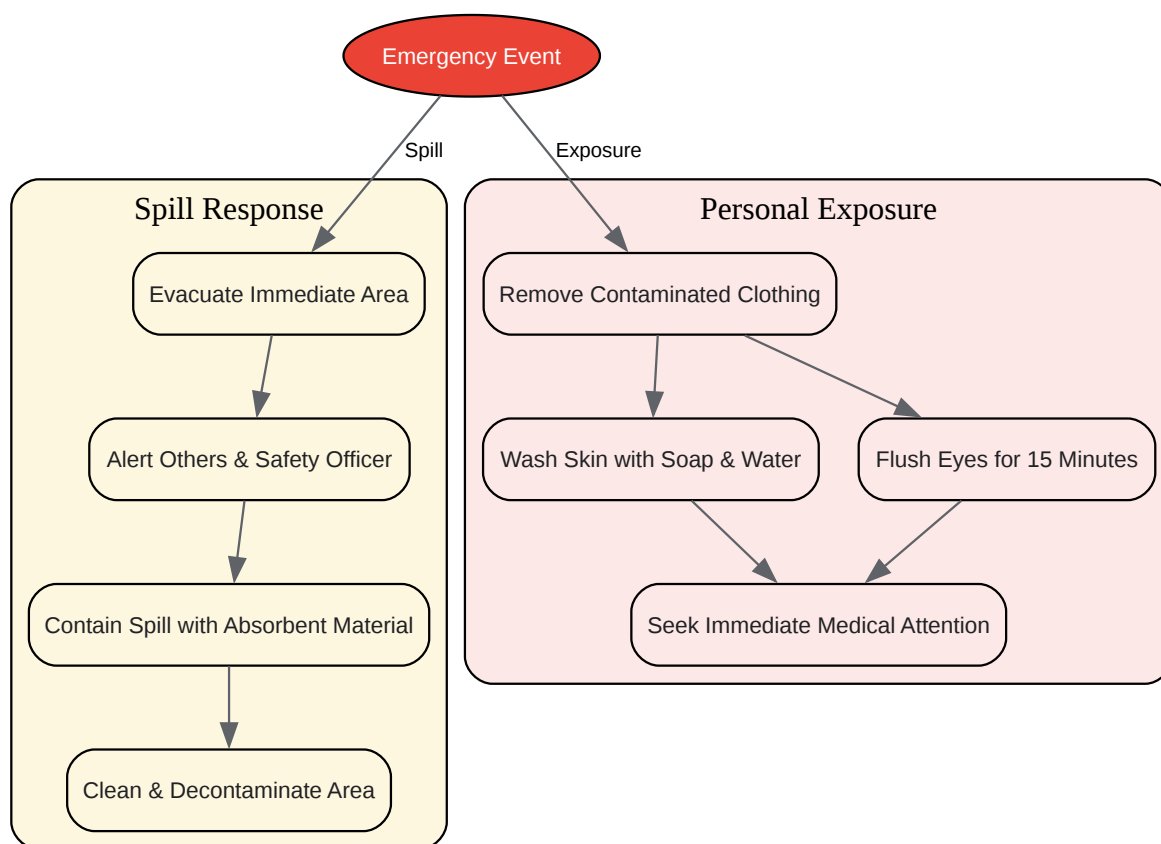 Emergency Event
Spill
Exposure
Spill Response
Evacuate Immediate Area
Alert Others & Safety Officer
Contain Spill with Absorbent Material
Clean & Decontaminate Area
Personal Exposure
Remove Contaminated Clothing
Wash Skin with Soap & Water
Flush Eyes for 15 Minutes
Seek Immediate Medical Attention